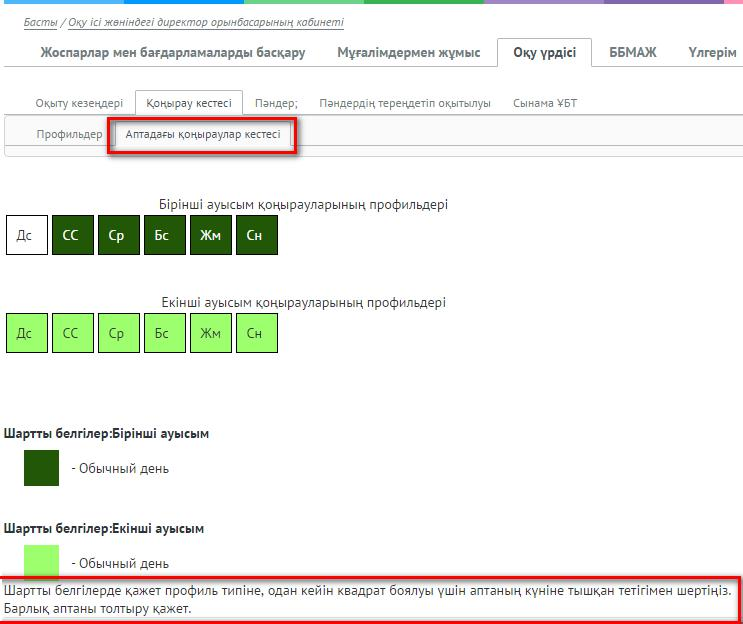 Басты / Оқу ісі жөніндегі директор орынбасарының кабинеті
Жоспарлар мен бағдарламаларды басқару Мұғалімдермен жұмыс Оқу үрдісі ББМАЖ Үлгерім
Оқыту кезеңдері Қоңырау кестесі Пәндер; Пәндердің тереңдетіп оқытылуы Сынама ҰБТ
Профильдер Аптадағы қоңыраулар кестесі
Бірінші ауысым қоңырауларының профильдері
Дс СС Ср Бс Жм Сн
Екінші ауысым қоңырауларының профильдері
Дс СС Ср Бс Жм Сн
Шартты белгілер:Бірінші ауысым
- Обычный день
Шартты белгілер:Екінші ауысым
- Обычный день
Шартты белгілерде қажет профиль типіне, одан кейін квадрат боялуы үшін аптаның күніне тышқан тетігімен шертіңіз.
Барлық аптаны толтыру қажет.